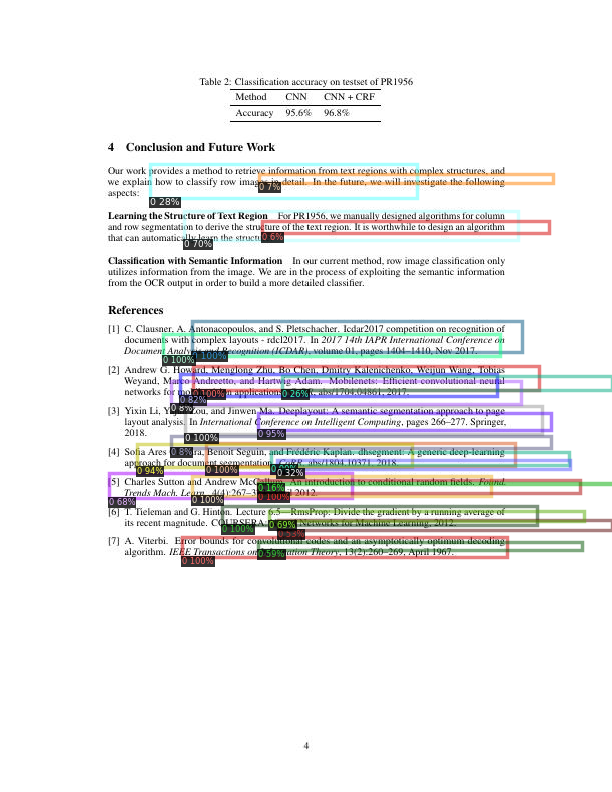 Table 2: Classification accuracy on testset of PR1956
Method CNN CNN + CRF
Accuracy 95.6% 96.8%
4 Conclusion and Future Work
Our work provides a method to retrieve information from text regions with complex structures, and
we explain how to classify row images in detail. In the future, we will investigate the following
aspects:
0.7%
0.28%
Learning the Structure of Text Region For PR1956, we manually designed algorithms for column
and row segmentation to derive the structure of the text region. It is worthwhile to design an algorithm
that can automatically learn the structure
0.6%
0.70%
Classification with Semantic Information In our current method, row image classification only
utilizes information from the image. We are in the process of exploiting the semantic information
from the OCR output in order to build a more detailed classifier.
References
[1] C. Clausner, A. Antonacopoulos, and S. Pletschacher. Icdar2017 competition on recognition of
documents with complex layouts - rdcl2017. In 2017 14th IAPR International Conference on
Document Analysis and Recognition (ICDAR), volume 01, pages 1404–1410, Nov 2017.
0.100% 0.100%
[2] Andrew G. Howard, Menglong Zhu, Bo Chen, Dmitry Kalenichenko, Weijun Wang, Tobias
Weyand, Marco Andreetto, and Hartwig Adam. Mobilenets: Efficient convolutional neural
networks for applications. abs/1704.04861, 2017.
0.100% 0.26%
0.82%
0.8%
[3] Yixin Li, Zou, and Jinwen Ma. Deeplayout: A semantic segmentation approach to page
layout analysis. In International Conference on Intelligent Computing, pages 266–277. Springer,
2018.
0.100% 0.95%
[4] Sofia Ares Benoit Seguin, and Frédéric Kaplan. dhsegment: A generic deep-learning
approach for document segmentation. CoRR, abs/1804.10371, 2018.
0.8%
0.94% 0.100% 0.32%
[5] Charles Sutton and Andrew An introduction to conditional random fields. Found.
Trends Mach. Learn., 4(4):267– 2012.
0.16%
0.68% 0.100% 0.100%
[6] T. Tieleman and G. Hinton. Lecture 6.5—RmsProp: Divide the gradient by a running average of
its recent magnitude. COURSERA: Networks for Machine Learning, 2012.
0.100% 0.69%
0.59%
[7] A. Viterbi. Error bounds for convolutional codes and an asymptotically optimum decoding
algorithm. IEEE Transactions on Information Theory, 13(2):260–269, April 1967.
0.100% 0.59%
4